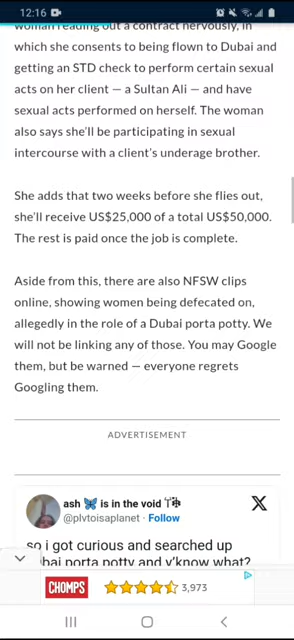 12:16
woman reading out a contract nervously, in
which she consents to being flown to Dubai and
getting an STD check to perform certain sexual
acts on her client — a Sultan Ali — and have
sexual acts performed on herself. The woman
also says she'll be participating in sexual
intercourse with a client's underage brother.
She adds that two weeks before she flies out,
she'll receive US$25,000 of a total US$50,000.
The rest is paid once the job is complete.
Aside from this, there are also NFSW clips
online, showing women being defecated on,
allegedly in the role of a Dubai porta potty. We
will not be linking any of those. You may Google
them, but be warned — everyone regrets
Googling them.
ADVERTISEMENT
ash 🦋 is in the void
@plvtoisaplanet · Follow
so i got curious and searched up
bai porta potty and y'know what?
CHOMPS
3,973